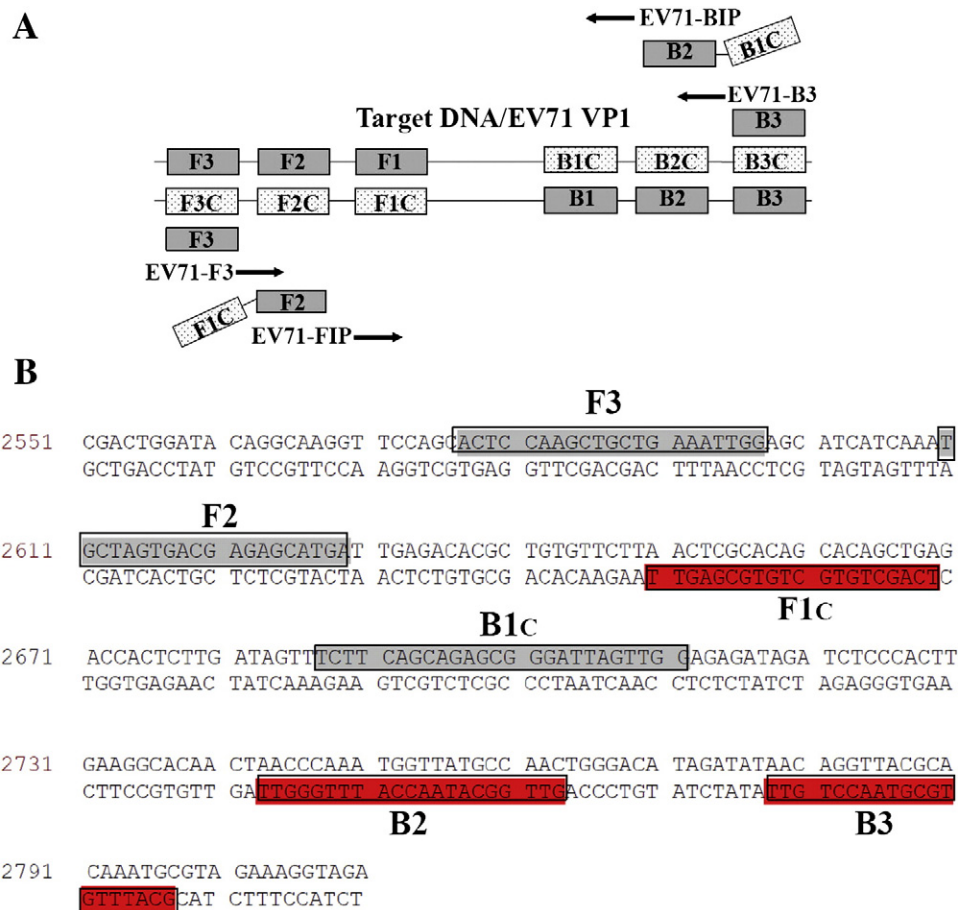 A
EV71-BIP
B2 B1C
EV71-B3
B3
Target DNA/EV71 VP1
F3 F2 F1 B1C B2C B3C
F3C F2C F1C B1 B2 B3
F3
EV71-F3
F1C F2
EV71-FIP
B
F3
2551 CGACTGGATA CAGGCAAGGT TCCAGCACTC CAAGCTGCTG AAATTGGAGC ATCATCAAAT
GCTGACCTAT GTCCGTTCCA AGGTCGTGAG GTTCGACGAC TTTAACCTCG TAGTAGTTTA
F2
2611 GCTAGTGACG AGAGCATGAT TGAGACACGC TGTGTTCTTA ACTCGCACAG CACAGCTGAG
CGATCACTGC TCTCGTACTA ACTCTGTGCG ACACAAGAAT TGAGCGTGTC GTGTCGACTC
F1C
B1C
2671 ACCACTCTTG ATAGTTTCTT CAGCAGAGCG GGATTAGTTG GAGAGATAGA TCTCCCACTT
TGGTGAGAAC TATCAAAGAA GTCGTCTCGC CCTAATCAAC CTCTCTATCT AGAGGGTGAA
2731 GAAGGCACAA CTAACCCAAA TGGTTATGCC AACTGGGACA TAGATATAAC AGGTTACGCA
CTTCCGTGTT GATTGGGTTT ACCAATACGG TTGACCCTGT ATCTATATTG TCCAATGCGT
B2 B3
2791 CAAATGCGTA GAAAGGTAGA
GTTTACGCAT CTTTCCATCT